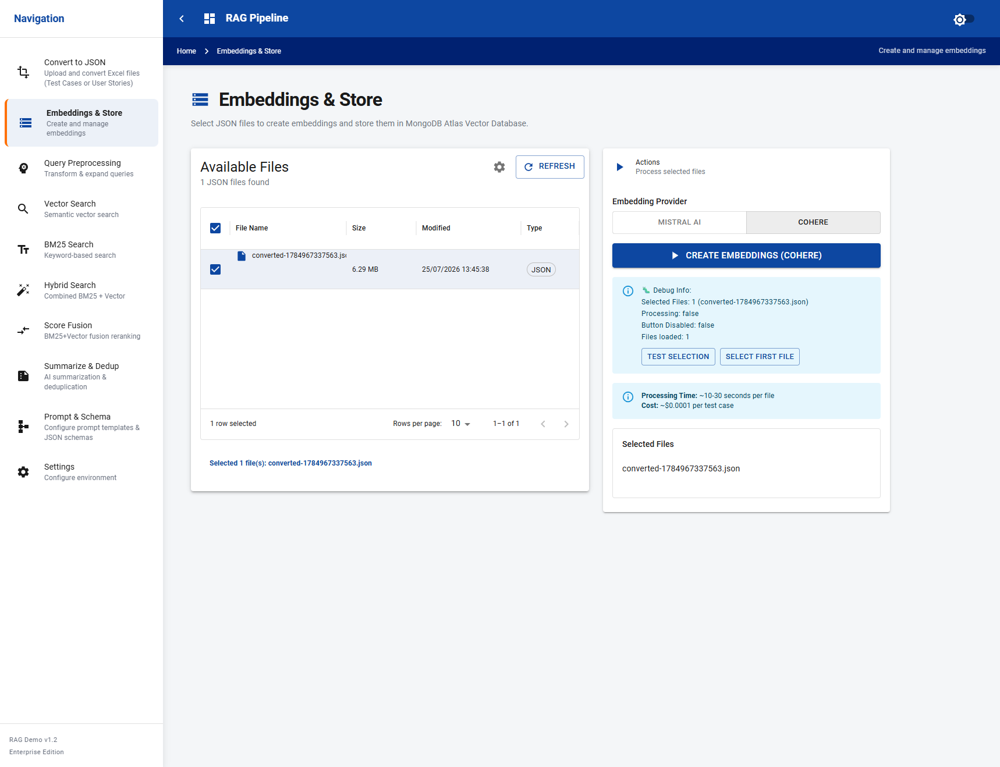 Navigation
Convert to JSON
Upload and convert Excel files
(Test Cases or User Stories)
Embeddings & Store
Create and manage
embeddings
Query Preprocessing
Transform & expand queries
Vector Search
Semantic vector search
BM25 Search
Keyword-based search
Hybrid Search
Combined BM25 + Vector
Score Fusion
BM25+Vector fusion reranking
Summarize & Dedup
AI summarization &
deduplication
Prompt & Schema
Configure prompt templates &
JSON schemas
Settings
Configure environment
RAG Demo v1.2
Enterprise Edition
RAG Pipeline
Home
Embeddings & Store
Create and manage embeddings
Embeddings & Store
Select JSON files to create embeddings and store them in MongoDB Atlas Vector Database.
Available Files
1 JSON files found
REFRESH
File Name Size Modified Type
converted-1784967337563.jso
6.29 MB 25/07/2026 13:45:38 JSON
1 row selected Rows per page: 10 1–1 of 1
Selected 1 file(s): converted-1784967337563.json
Actions
Process selected files
Embedding Provider
MISTRAL AI COHERE
CREATE EMBEDDINGS (COHERE)
Debug Info:
Selected Files: 1 (converted-1784967337563.json)
Processing: false
Button Disabled: false
Files loaded: 1
TEST SELECTION SELECT FIRST FILE
Processing Time: ~10-30 seconds per file
Cost: ~$0.0001 per test case
Selected Files
converted-1784967337563.json